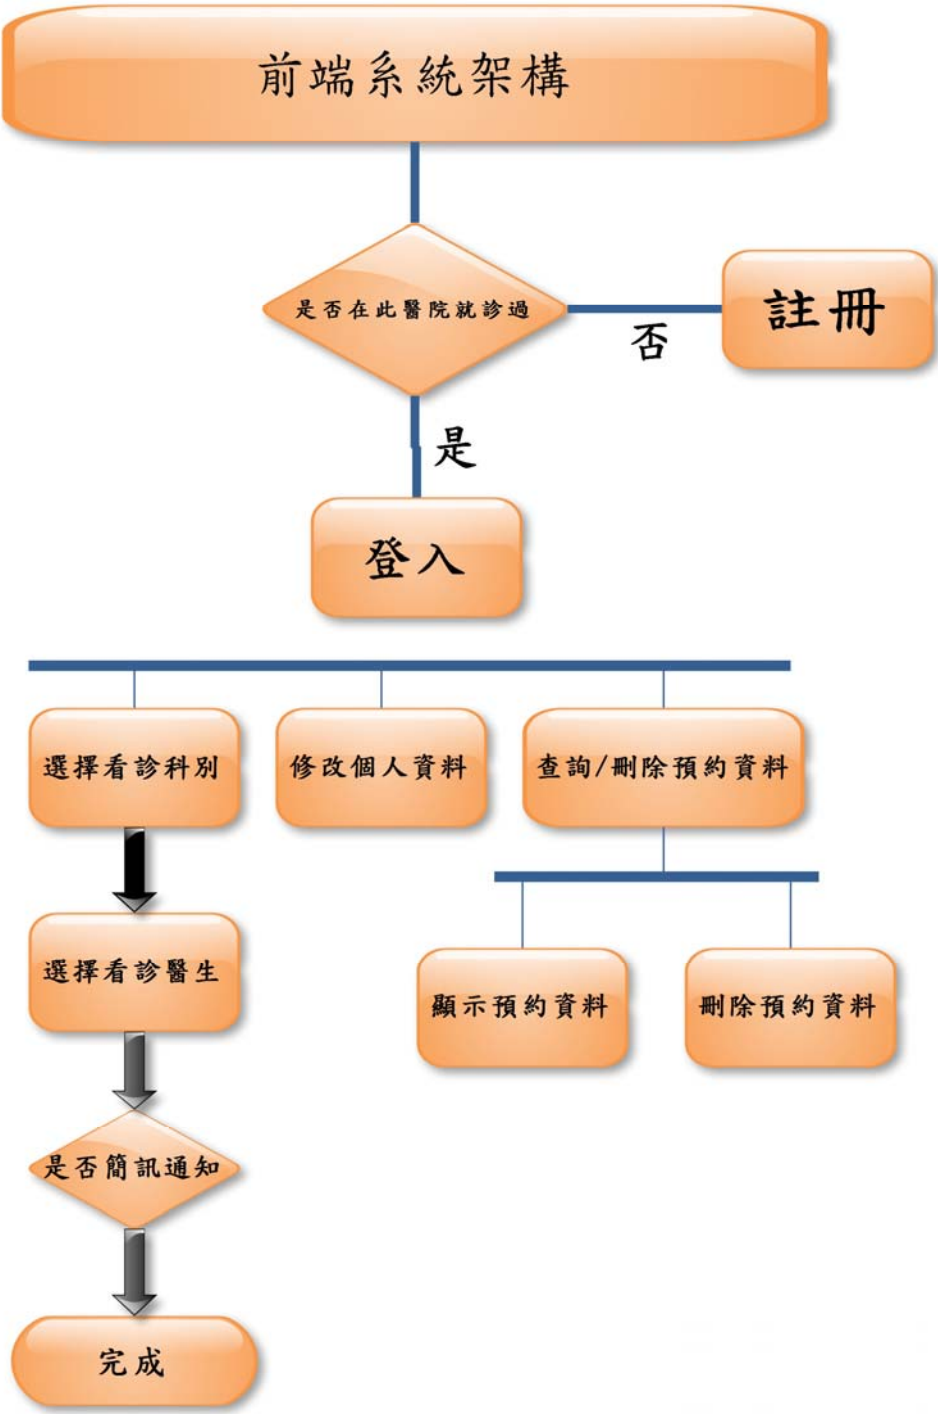 前端系統架構
是否在此醫院就診過
否
註冊
是
登入
選擇看診科別
修改個人資料
查詢/刪除預約資料
選擇看診醫生
顯示預約資料
刪除預約資料
是否簡訊通知
完成